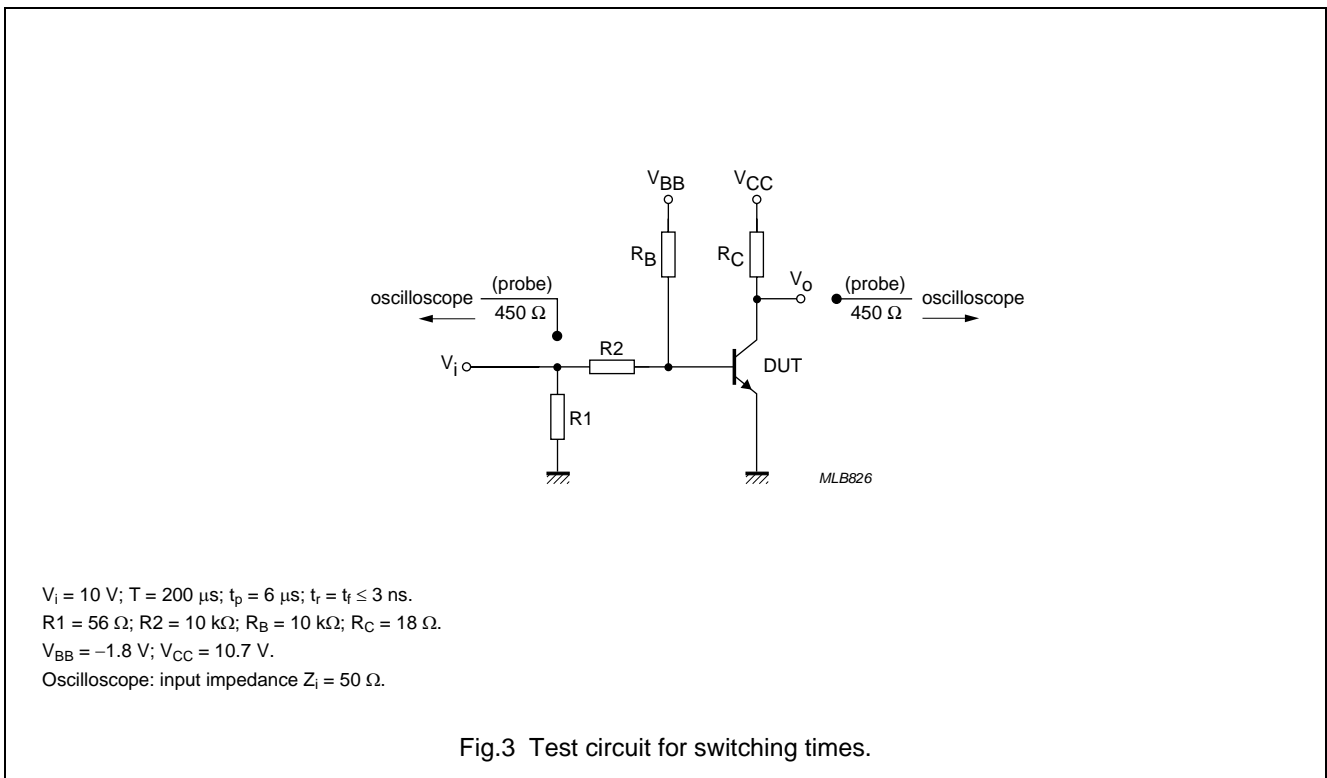 VBB VCC
RB RC
Vo
(probe) (probe)
oscilloscope oscilloscope
450 Ω 450 Ω
R2
Vi DUT
R1
MLB826
Vi = 10 V; T = 200 μs; tp = 6 μs; tr = tf ≤ 3 ns.
R1 = 56 Ω; R2 = 10 kΩ; RB = 10 kΩ; RC = 18 Ω.
VBB = −1.8 V; VCC = 10.7 V.
Oscilloscope: input impedance Zi = 50 Ω.
Fig.3 Test circuit for switching times.